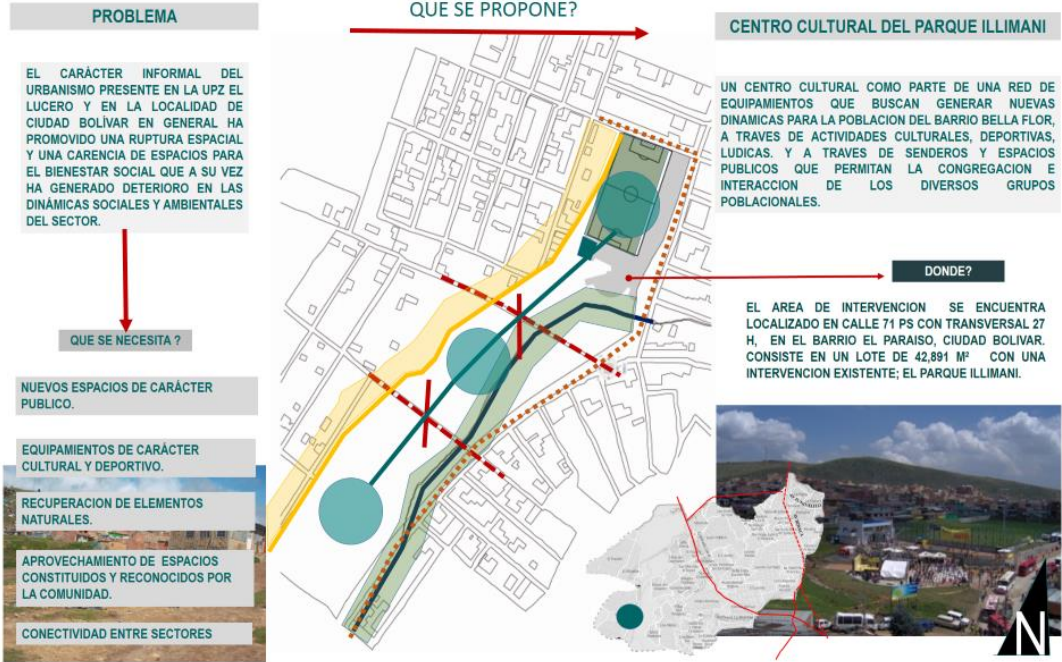 PROBLEMA
EL CARÁCTER INFORMAL DEL
URBANISMO PRESENTE EN LA UPZ EL
LUCERO Y EN LA LOCALIDAD DE
CIUDAD BOLÍVAR EN GENERAL HA
PROMOVIDO UNA RUPTURA ESPACIAL
Y UNA CARENCIA DE ESPACIOS PARA
EL BIENESTAR SOCIAL QUE A SU VEZ
HA GENERADO DETERIORO EN LAS
DINÁMICAS SOCIALES Y AMBIENTALES
DEL SECTOR.
QUE SE NECESITA ?
NUEVOS ESPACIOS DE CARÁCTER
PUBLICO.
EQUIPAMIENTOS DE CARÁCTER
CULTURAL Y DEPORTIVO.
RECUPERACION DE ELEMENTOS
NATURALES.
APROVECHAMIENTO DE ESPACIOS
CONSTITUIDOS Y RECONOCIDOS POR
LA COMUNIDAD.
CONECTIVIDAD ENTRE SECTORES
QUE SE PROPONE?
CENTRO CULTURAL DEL PARQUE ILLIMANI
UN CENTRO CULTURAL COMO PARTE DE UNA RED DE
EQUIPAMIENTOS QUE BUSCAN GENERAR NUEVAS
DINAMICAS PARA LA POBLACION DEL BARRIO BELLA FLOR,
A TRAVES DE ACTIVIDADES CULTURALES, DEPORTIVAS,
LUDICAS. Y A TRAVES DE SENDEROS Y ESPACIOS
PUBLICOS QUE PERMITAN LA CONGREGACION E
INTERACCION DE LOS DIVERSOS GRUPOS
POBLACIONALES.
DONDE?
EL AREA DE INTERVENCION SE ENCUENTRA
LOCALIZADO EN CALLE 71 PS CON TRANSVERSAL 27
H, EN EL BARRIO EL PARAISO, CIUDAD BOLIVAR.
CONSISTE EN UN LOTE DE 42,891 M² CON UNA
INTERVENCION EXISTENTE; EL PARQUE ILLIMANI.
N